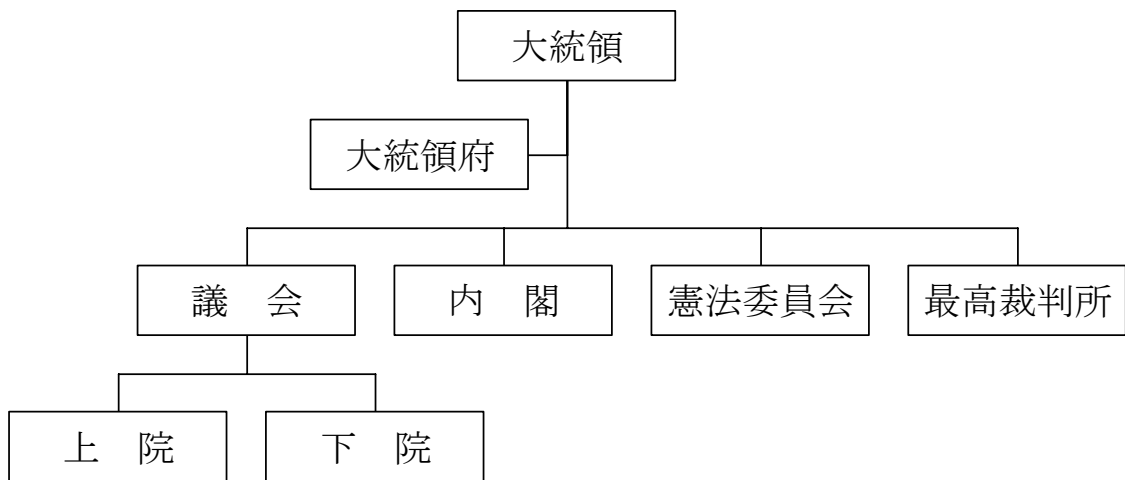 大統領
大統領府
議　会
内　閣
憲法委員会
最高裁判所
上　院
下　院